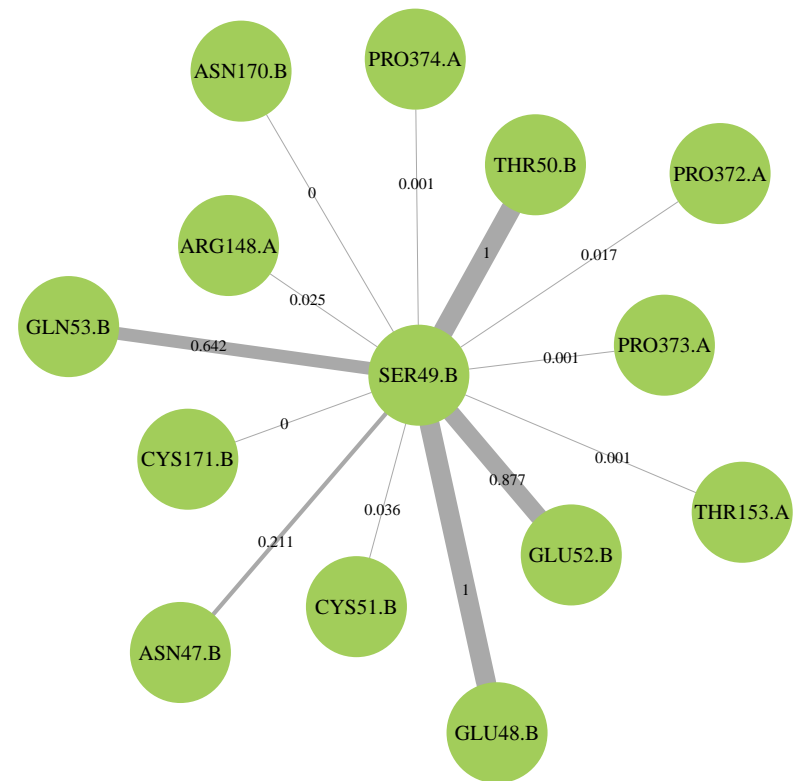 PRO374.A
ASN170.B
THR50.B
PRO372.A
0.001
0
ARG148.A
1
0.017
0.025
GLN53.B
0.642
PRO373.A
0.001
SER49.B
0
CYS171.B
0.001
0.877
0.036
THR153.A
0.211
GLU52.B
1
CYS51.B
ASN47.B
GLU48.B